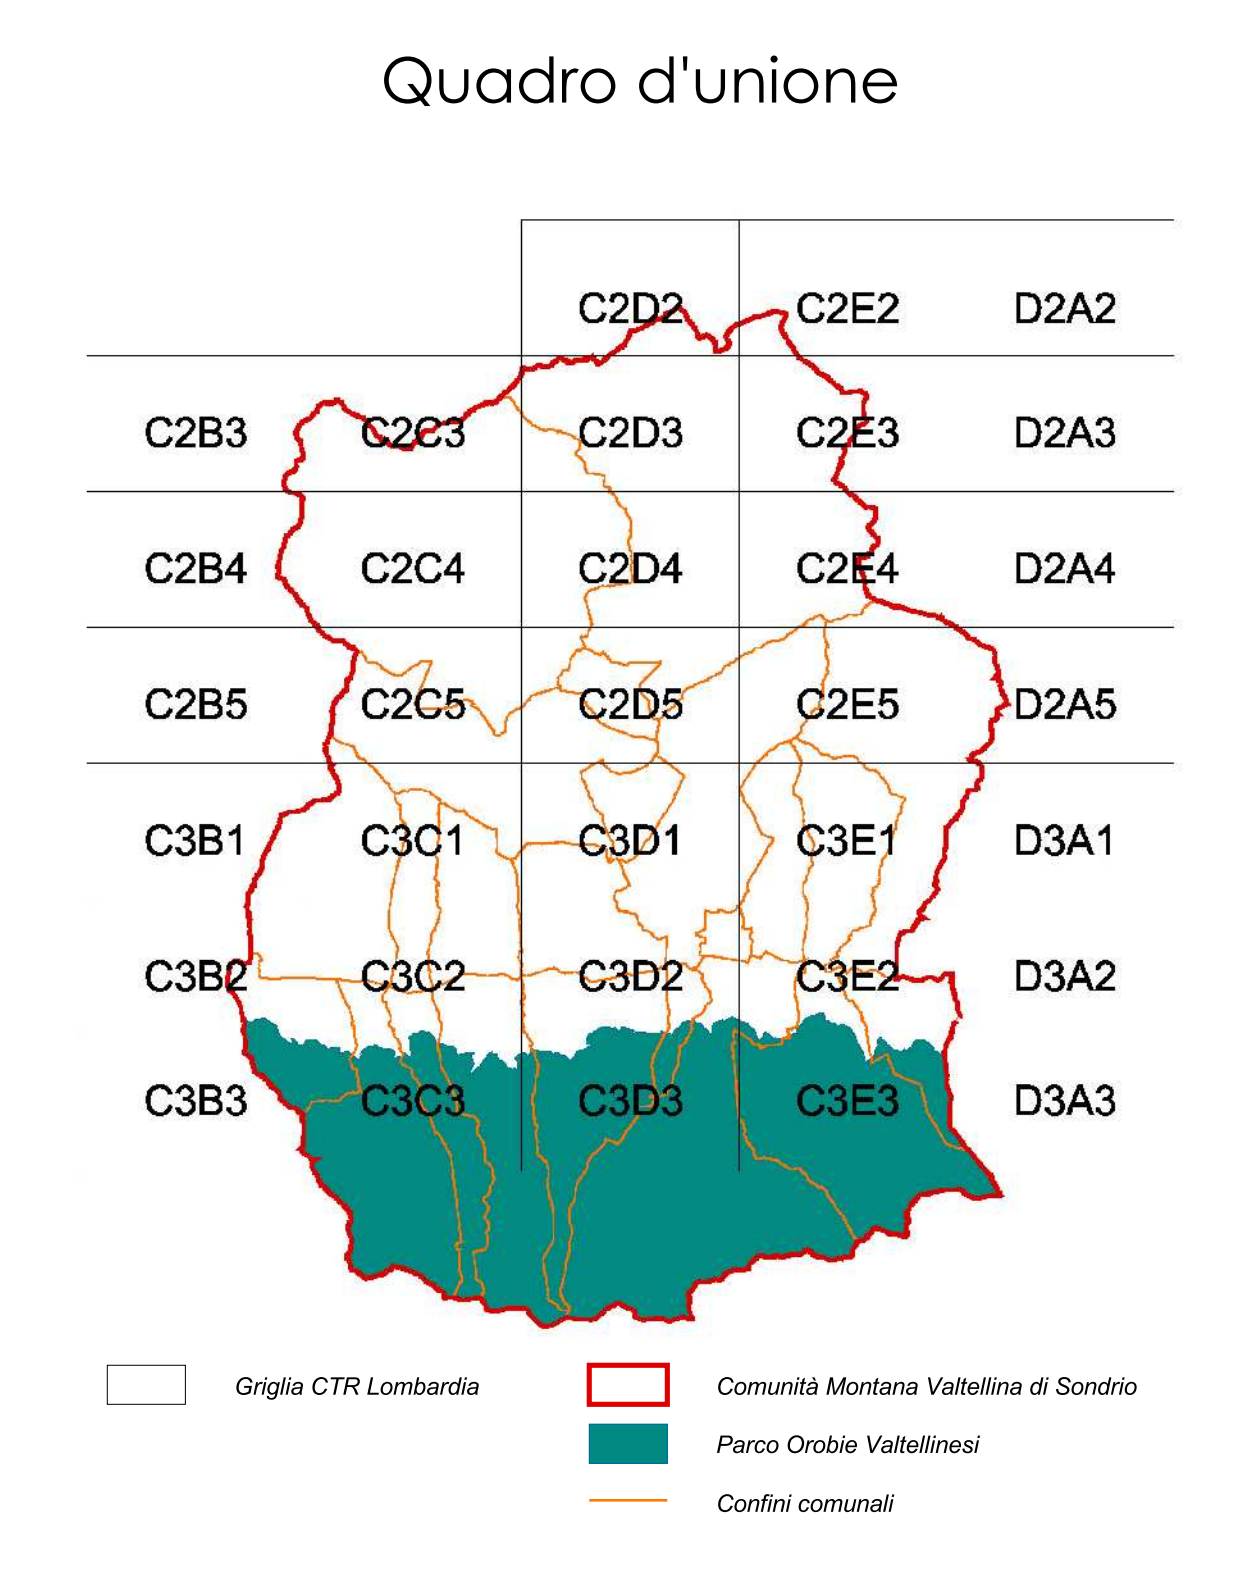 Quadro d'unione
C2D2 C2E2 D2A2
C2B3 C2C3 C2D3 C2E3 D2A3
C2B4 C2C4 C2D4 C2E4 D2A4
C2B5 C2C5 C2D5 C2E5 D2A5
C3B1 C3C1 C3D1 C3E1 D3A1
C3B2 C3C2 C3D2 C3E2 D3A2
C3B3 C3C3 C3D3 C3E3 D3A3
Griglia CTR Lombardia
Comunità Montana Valtellina di Sondrio
Parco Orobie Valtellinesi
Confini comunali